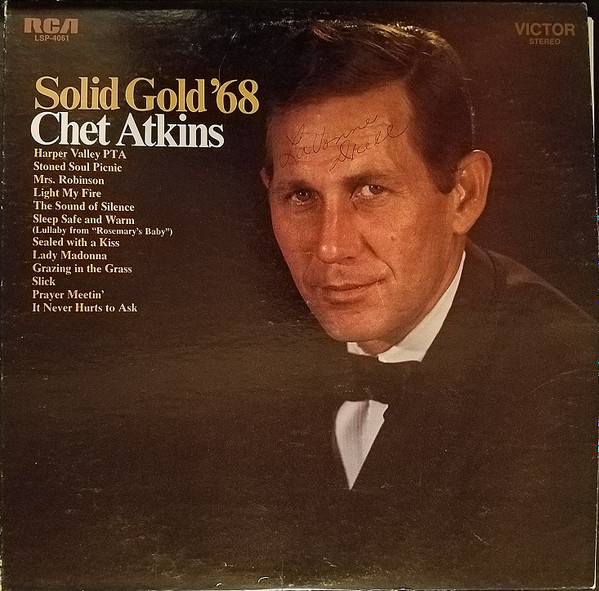 RCA
LSP-4061
VICTOR
STEREO
Solid Gold '68
Chet Atkins
Harper Valley PTA
Stoned Soul Picnic
Mrs. Robinson
Light My Fire
The Sound of Silence
Sleep Safe and Warm
(Lullaby from "Rosemary's Baby")
Sealed with a Kiss
Lady Madonna
Grazing in the Grass
Slick
Prayer Meetin'
It Never Hurts to Ask